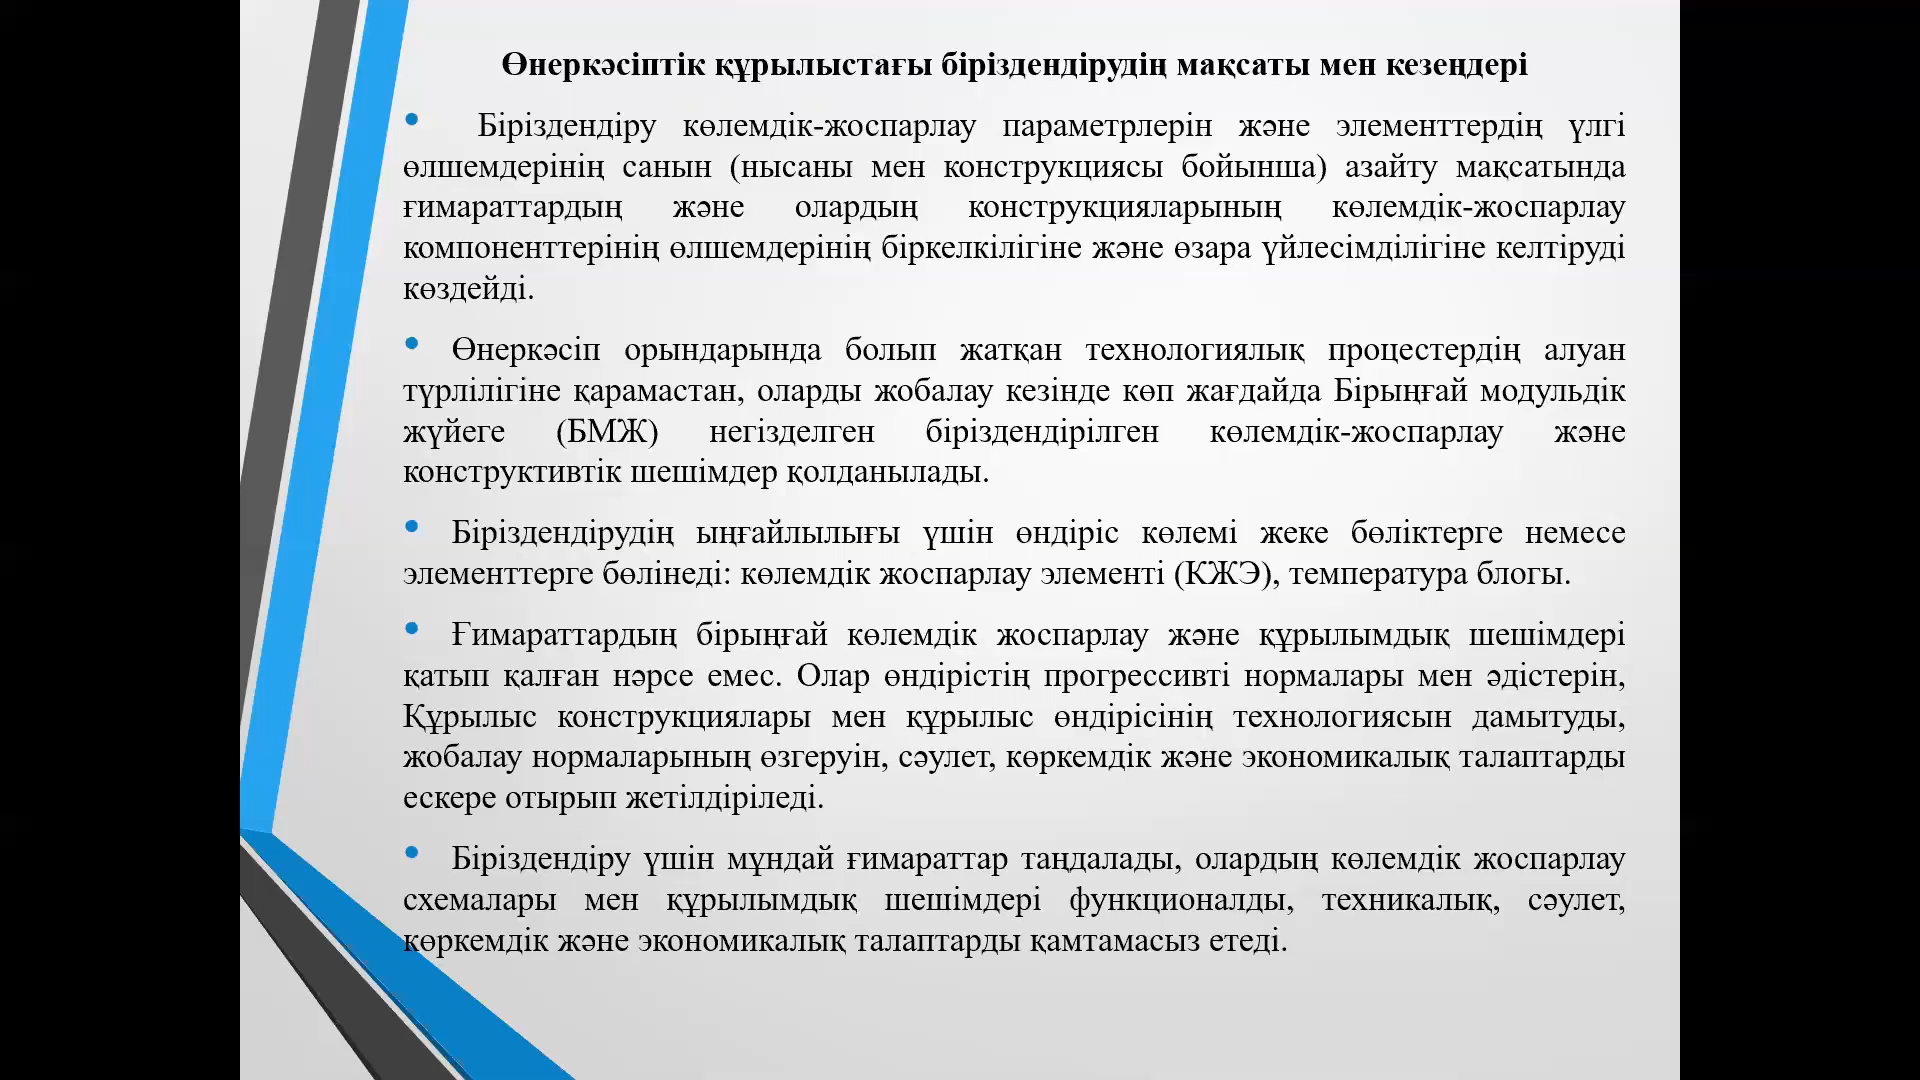 Өнеркәсіптік құрылыстағы біріздендірудің мақсаты мен кезеңдері
• Біріздендіру көлемдік-жоспарлау параметрлерін және элементтердің үлгі
өлшемдерінің санын (нысаны мен конструкциясы бойынша) азайту мақсатында
ғимараттардың және олардың конструкцияларының көлемдік-жоспарлау
компоненттерінің өлшемдерінің біркелкілігіне және өзара үйлесімділігіне келтіруді
көздейді.
• Өнеркәсіп орындарында болып жатқан технологиялық процестердің алуан
түрлілігіне қарамастан, оларды жобалау кезінде көп жағдайда Бірыңғай модульдік
жүйеге (БМЖ) негізделген біріздендірілген көлемдік-жоспарлау және
конструктивтік шешімдер қолданылады.
• Біріздендірудің ыңғайлылығы үшін өндіріс көлемі жеке бөліктерге немесе
элементтерге бөлінеді: көлемдік жоспарлау элементі (КЖЭ), температура блогы.
• Ғимараттардың бірыңғай көлемдік жоспарлау және құрылымдық шешімдері
қатып қалған нәрсе емес. Олар өндірістің прогрессивті нормалары мен әдістерін,
Құрылыс конструкциялары мен құрылыс өндірісінің технологиясын дамытуды,
жобалау нормаларының өзгеруін, сәулет, көркемдік және экономикалық талаптарды
ескере отырып жетілдіріледі.
• Біріздендіру үшін мұндай ғимараттар таңдалады, олардың көлемдік жоспарлау
схемалары мен құрылымдық шешімдері функционалды, техникалық, сәулет,
көркемдік және экономикалық талаптарды қамтамасыз етеді.